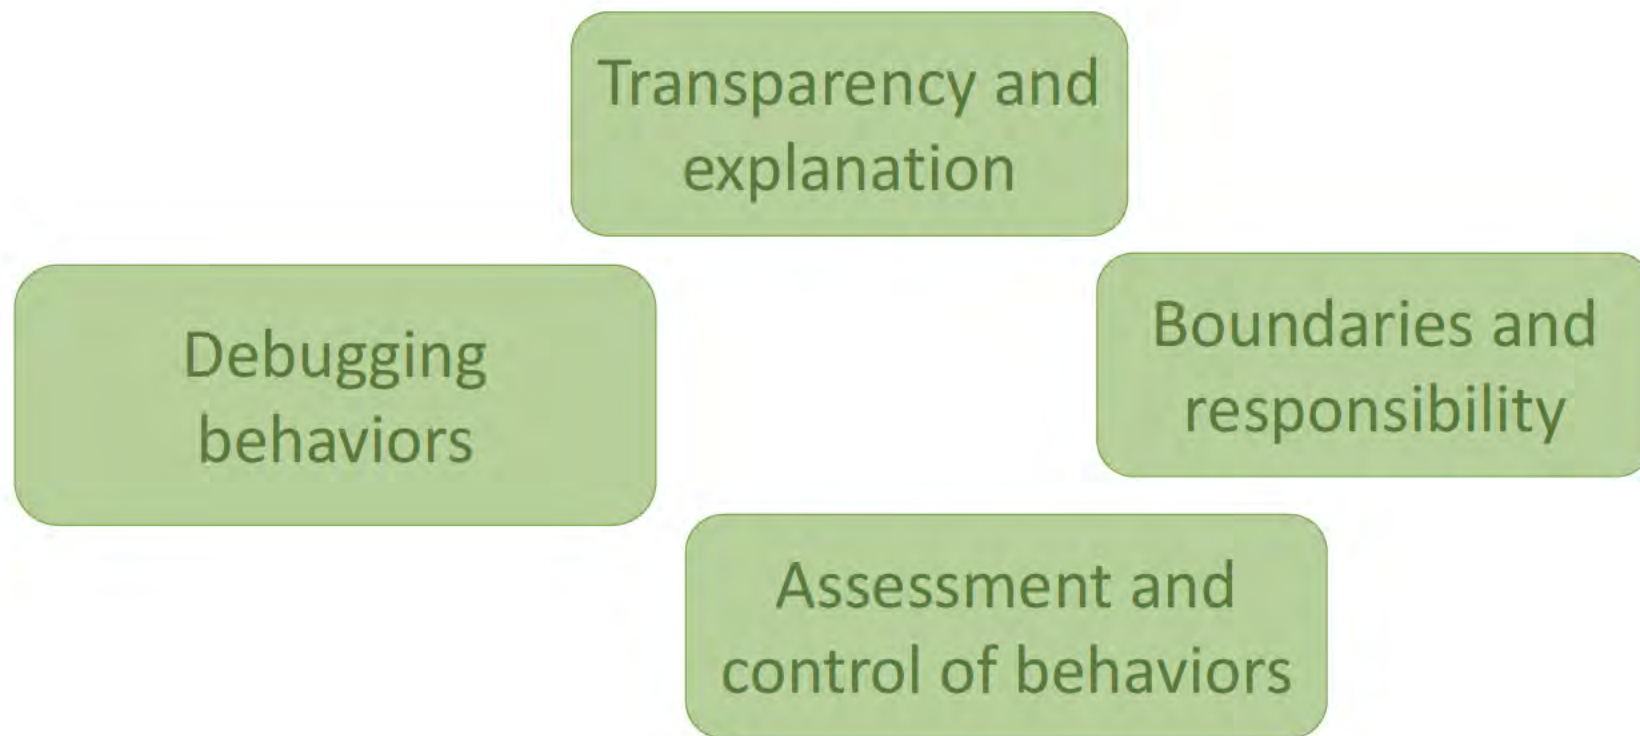 Transparency and
explanation
Debugging
behaviors
Boundaries and
responsibility
Assessment and
control of behaviors